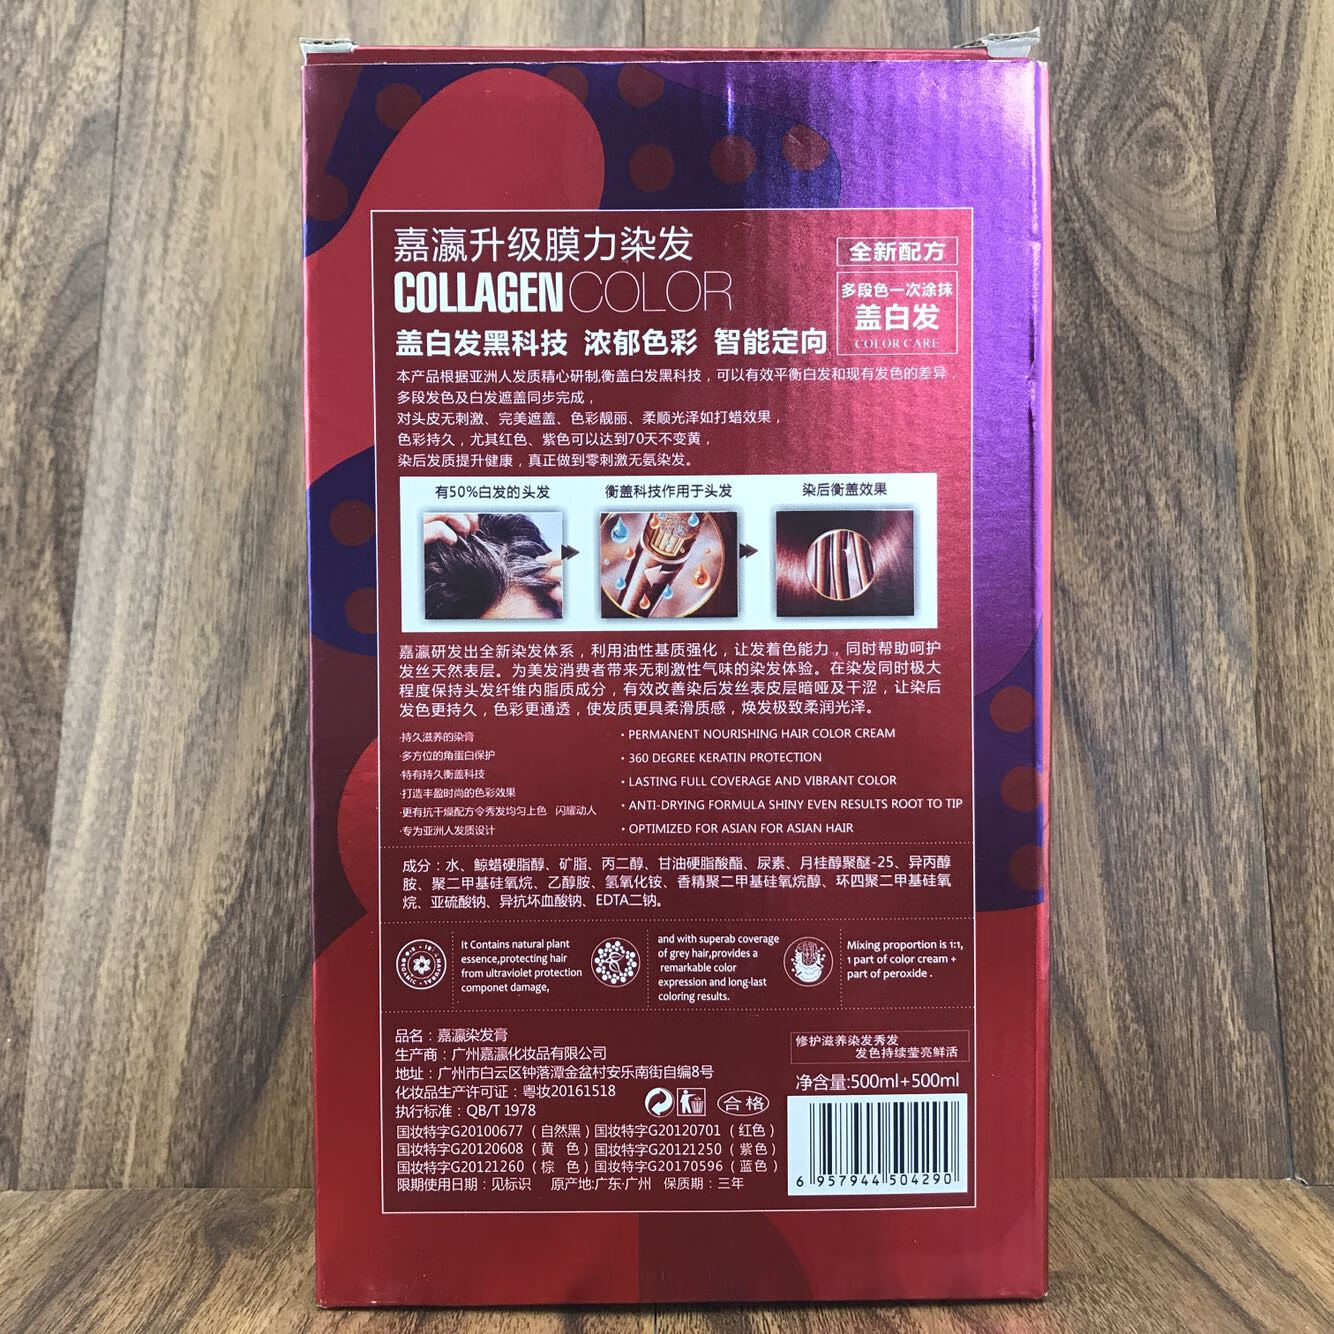 嘉瀛升级膜力染发
COLLAGEN COLOR
盖白发黑科技 浓郁色彩 智能定向
全新配方
多段色一次涂抹
盖白发
COLOR CARE
本产品根据亚洲人发质精心研制,衡盖白发黑科技，可以有效平衡白发和现有发色的差异，
多段发色及白发遮盖同步完成，
对头皮无刺激、完美遮盖、色彩靓丽、柔顺光泽如打蜡效果，
色彩持久，尤其红色、紫色可以达到70天不变黄，
染后发质提升健康，真正做到零刺激无氨染发。
有50%白发的头发
衡盖科技作用于头发
染后衡盖效果
嘉瀛研发出全新染发体系，利用油性基质强化，让发着色能力，同时帮助呵护
发丝天然表层。为美发消费者带来无刺激性气味的染发体验。在染发同时极大
程度保持头发纤维内脂质成分，有效改善染后发丝表皮层暗哑及干涩，让染后
发色更持久，色彩更通透，使发质更具柔滑质感，焕发极致柔润光泽。
·持久滋养的染膏
·多方位的角蛋白保护
·特有持久衡盖科技
·打造丰盈时尚的色彩效果
·更有抗干燥配方令秀发均匀上色 闪耀动人
·专为亚洲人发质设计
• PERMANENT NOURISHING HAIR COLOR CREAM
• 360 DEGREE KERATIN PROTECTION
• LASTING FULL COVERAGE AND VIBRANT COLOR
• ANTI-DRYING FORMULA SHINY EVEN RESULTS ROOT TO TIP
• OPTIMIZED FOR ASIAN FOR ASIAN HAIR
成分：水、鲸蜡硬脂醇、矿脂、丙二醇、甘油硬脂酸酯、尿素、月桂醇聚醚-25、异丙醇
胺、聚二甲基硅氧烷、乙醇胺、氢氧化铵、香精聚二甲基硅氧烷醇、环四聚二甲基硅氧
烷、亚硫酸钠、异抗坏血酸钠、EDTA二钠。
It Contains natural plant
essence,protecting hair
from ultraviolet protection
componet damage,
and with superab coverage
of grey hair,provides a
remarkable color
expression and long-last
coloring results.
Mixing proportion is 1:1,
1 part of color cream +
part of peroxide .
品名：嘉瀛染发膏
生产商：广州嘉瀛化妆品有限公司
地址：广州市白云区钟落潭金盆村安乐南街自编8号
化妆品生产许可证：粤妆20161518
执行标准：QB/T 1978
合格
国妆特字G20100677（自然黑）国妆特字G20120701（红色）
国妆特字G20120608（黄 色）国妆特字G20121250（紫色）
国妆特字G20121260（棕 色）国妆特字G20170596（蓝色）
限期使用日期：见标识 原产地:广东·广州 保质期：三年
修护滋养染发秀发
发色持续莹亮鲜活
净含量:500ml+500ml
6 957944 504290